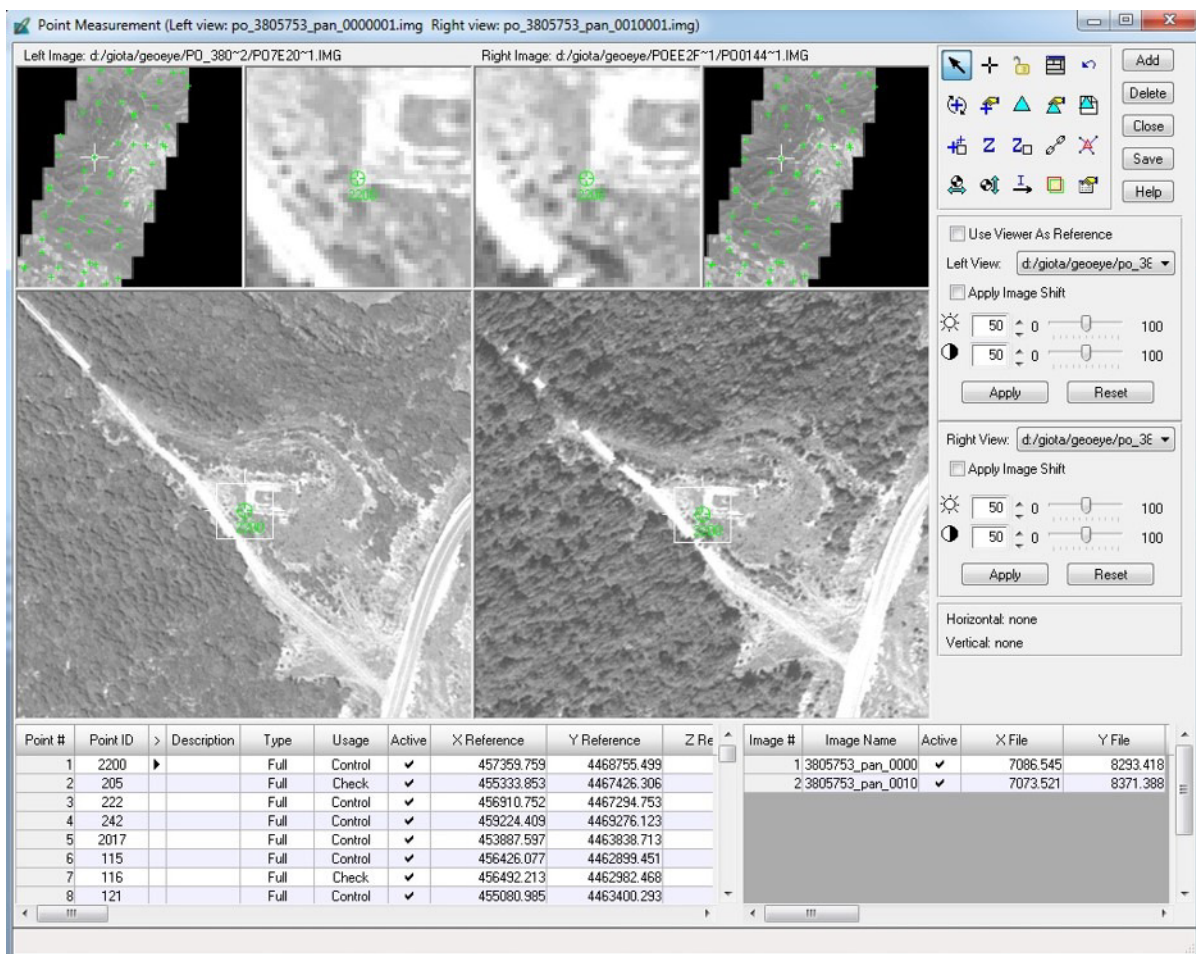 Point Measurement (Left view: po_3805753_pan_0000001.img Right view: po_3805753_pan_0010001.img)
Left Image: d:/giota/geoeye/PO_380~2/PO7E20~1.IMG
Right Image: d:/giota/geoeye/POEE2F~1/PO0144~1.IMG
Add
Delete
Close
Save
Help
2200
2200
Use Viewer As Reference
Left View: d:/giota/geoeye/po_38
Apply Image Shift
50 0 100
50 0 100
Apply Reset
Right View: d:/giota/geoeye/po_38
Apply Image Shift
50 0 100
50 0 100
Apply Reset
2200
2200
Horizontal: none
Vertical: none
Point # Point ID > Description Type Usage Active X Reference Y Reference Z Re
1 2200 Full Control ✔ 457359.759 4468755.499
2 205 Full Check ✔ 455333.853 4467426.306
3 222 Full Control ✔ 456910.752 4467294.753
4 242 Full Control ✔ 459224.409 4469276.123
5 2017 Full Control ✔ 453887.597 4463838.713
6 115 Full Control ✔ 456426.077 4462899.451
7 116 Full Check ✔ 456492.213 4462982.468
8 121 Full Control ✔ 455080.985 4463400.293
Image # Image Name Active X File Y File
1 3805753_pan_0000 ✔ 7086.545 8293.418
2 3805753_pan_0010 ✔ 7073.521 8371.388